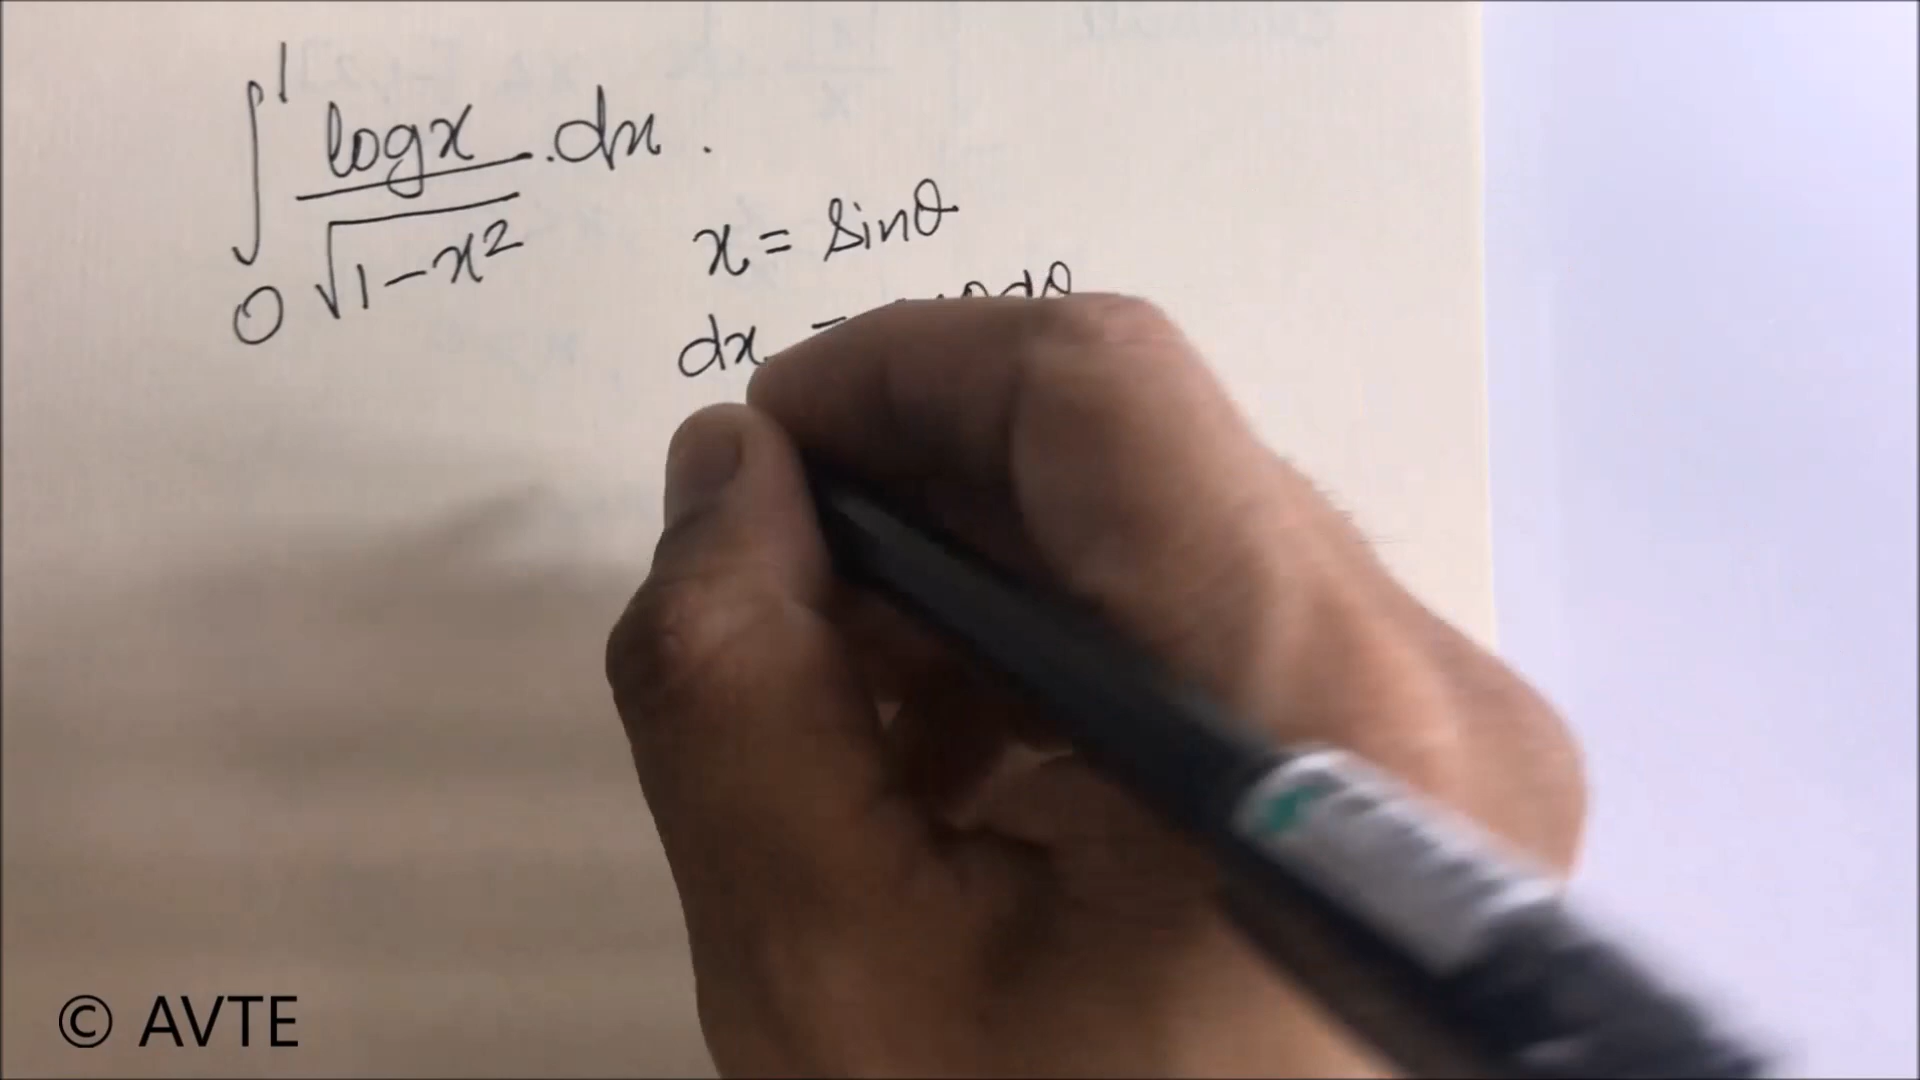 ∫₀¹ logx / √(1-x²) . dx .
x = sinθ
dx =
© AVTE